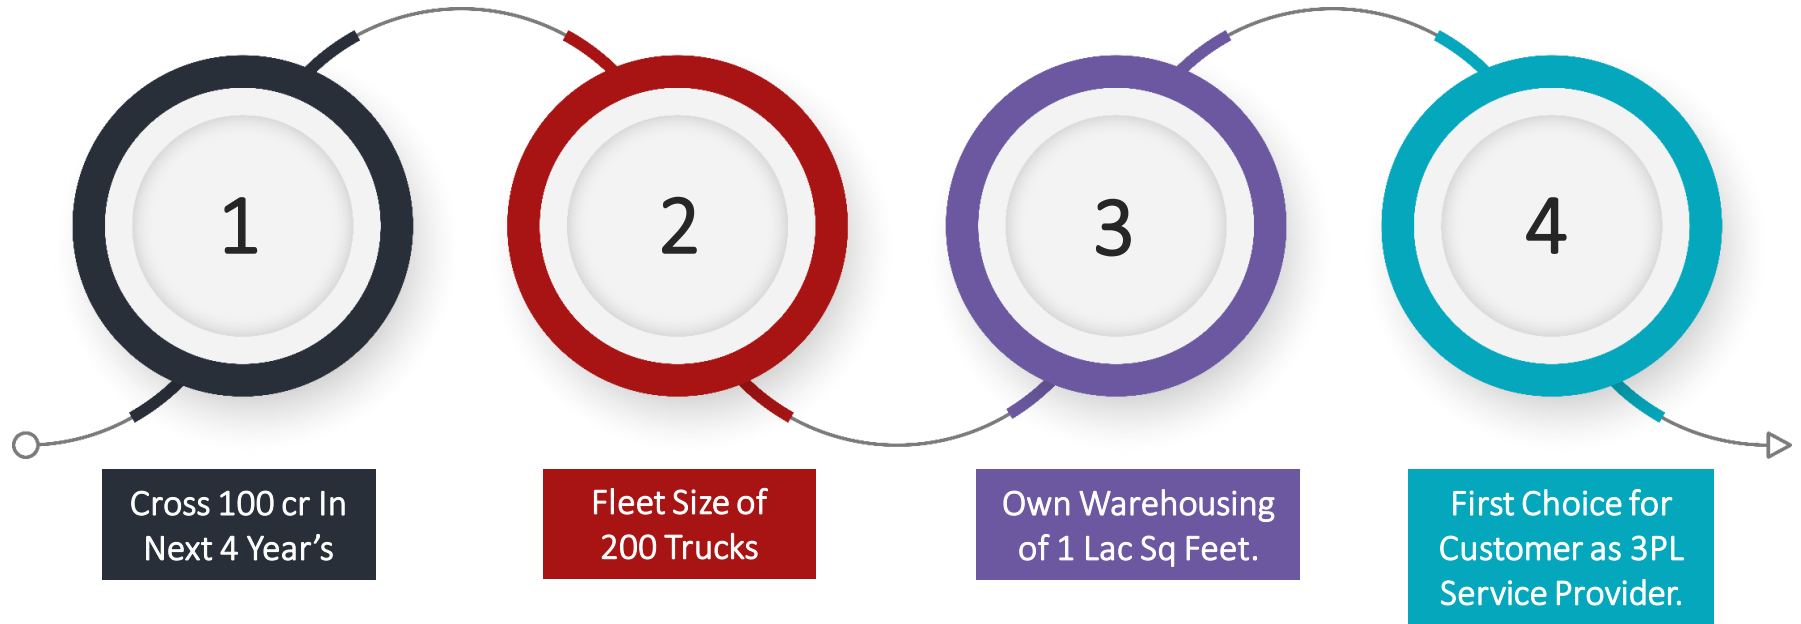 1
2
3
4
Cross 100 cr In
Next 4 Year’s
Fleet Size of
200 Trucks
Own Warehousing
of 1 Lac Sq Feet.
First Choice for
Customer as 3PL
Service Provider.